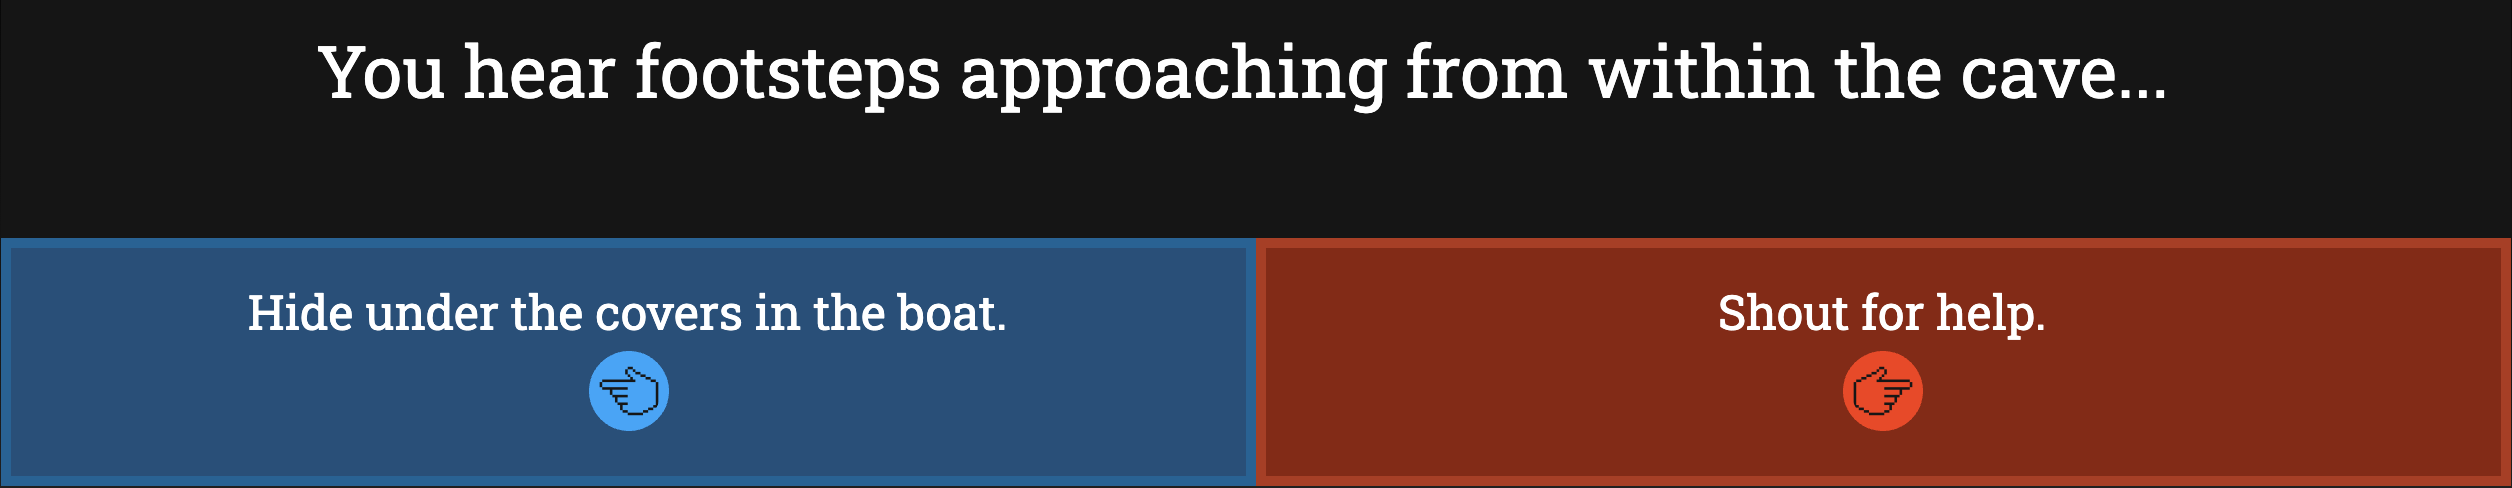 You hear footsteps approaching from within the cave...
Hide under the covers in the boat.
Shout for help.